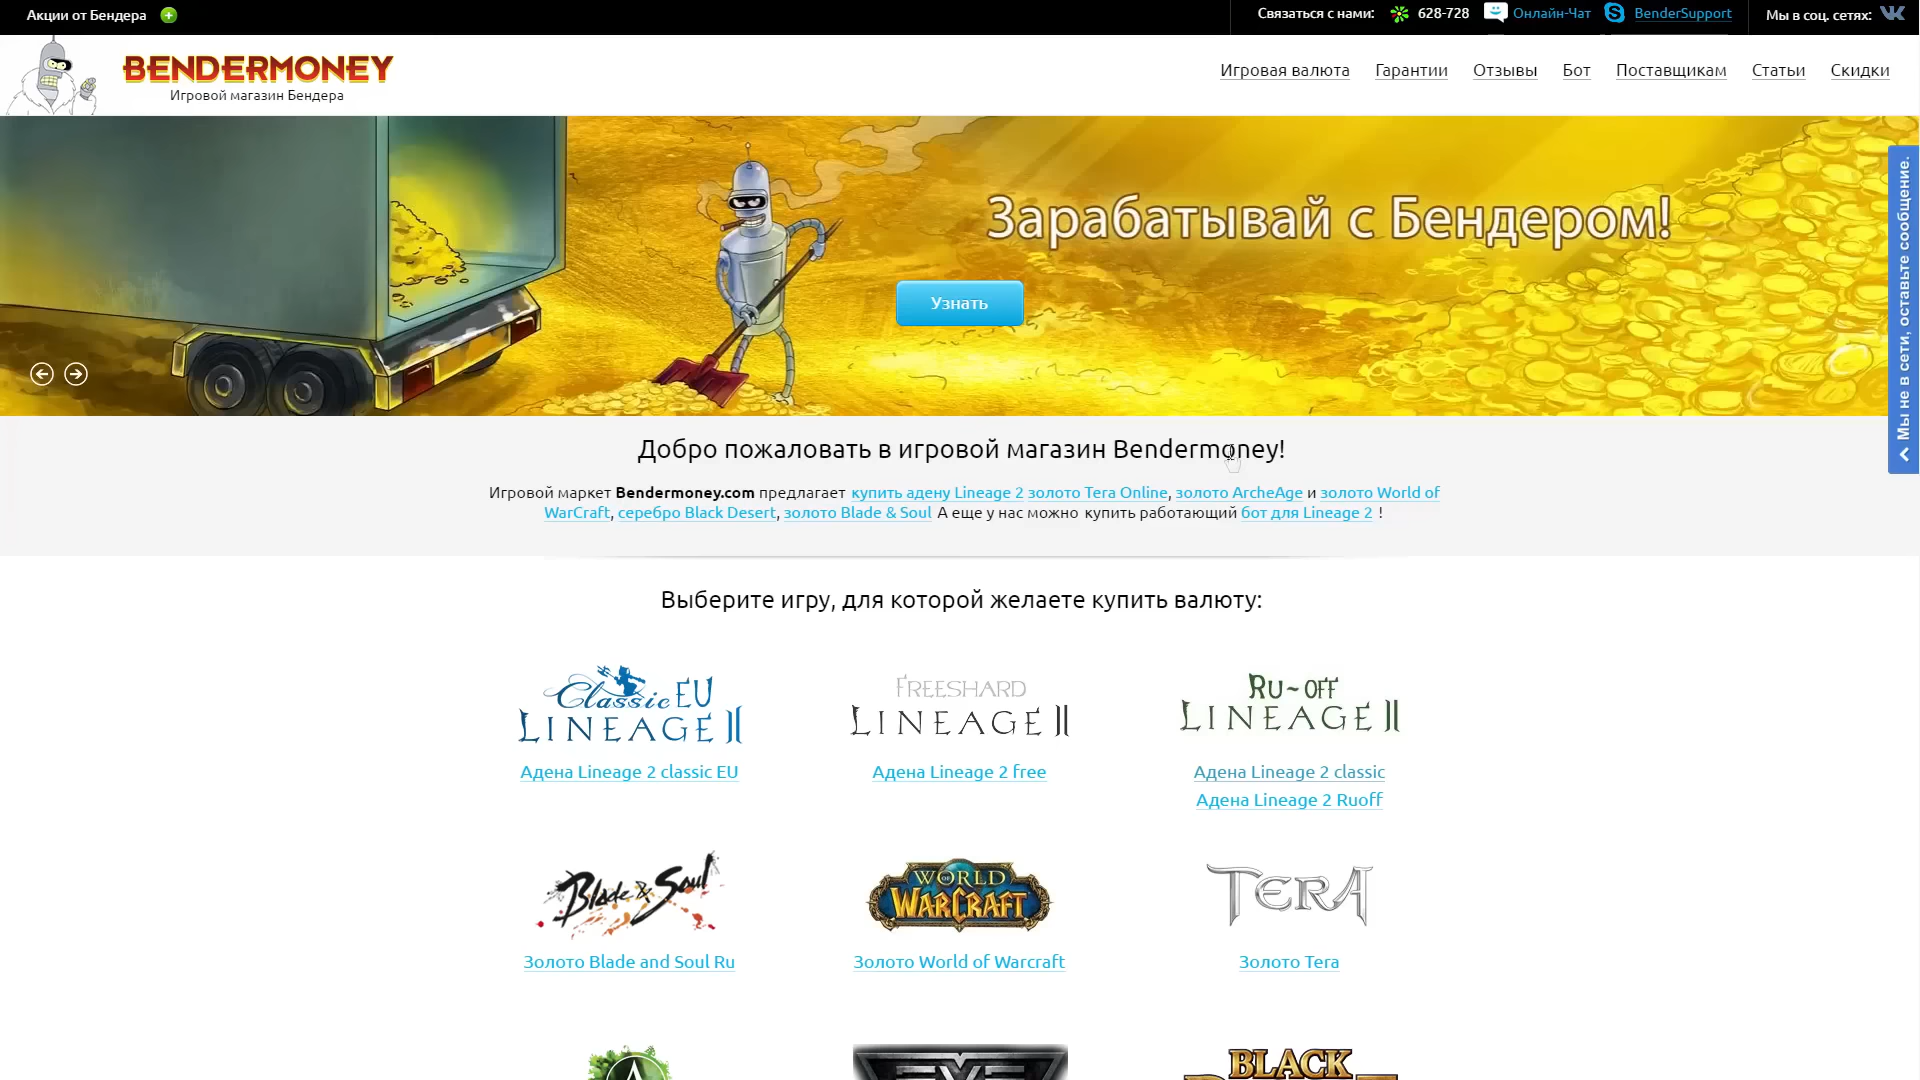 Акции от Бендера
Связаться с нами: 628-728 Онлайн-Чат BenderSupport Мы в соц. сетях:
BENDERMONEY
Игровой магазин Бендера
Игровая валюта Гарантии Отзывы Бот Поставщикам Статьи Скидки
Зарабатывай с Бендером!
Узнать
Мы не в сети, оставьте сообщение.
Добро пожаловать в игровой магазин Bendermoney!
Игровой маркет Bendermoney.com предлагает купить адену Lineage 2 золото Tera Online, золото ArcheAge и золото World of
WarCraft, серебро Black Desert, золото Blade & Soul А еще у нас можно купить работающий бот для Lineage 2 !
Выберите игру, для которой желаете купить валюту:
Classic EU
LINEAGE II
FREESHARD
LINEAGE II
RU-OFF
LINEAGE II
Адена Lineage 2 classic EU
Адена Lineage 2 free
Адена Lineage 2 classic
Адена Lineage 2 Ruoff
Blade & Soul
WORLD OF
WARCRAFT
TERA
Золото Blade and Soul Ru
Золото World of Warcraft
Золото Tera
EVE
BLACK